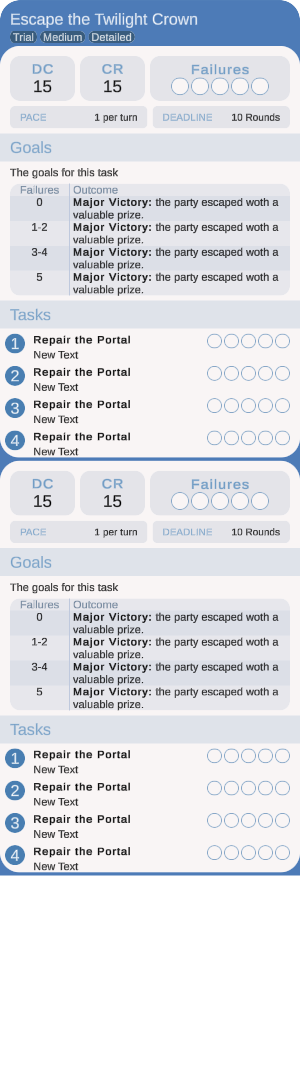 Escape the Twilight Crown
Trial Medium Detailed
DC CR Failures
15 15
PACE 1 per turn DEADLINE 10 Rounds
Goals
The goals for this task
Failures Outcome
0 Major Victory: the party escaped woth a
valuable prize.
1-2 Major Victory: the party escaped woth a
valuable prize.
3-4 Major Victory: the party escaped woth a
valuable prize.
5 Major Victory: the party escaped woth a
valuable prize.
Tasks
1 Repair the Portal
New Text
2 Repair the Portal
New Text
3 Repair the Portal
New Text
4 Repair the Portal
New Text
DC CR Failures
15 15
PACE 1 per turn DEADLINE 10 Rounds
Goals
The goals for this task
Failures Outcome
0 Major Victory: the party escaped woth a
valuable prize.
1-2 Major Victory: the party escaped woth a
valuable prize.
3-4 Major Victory: the party escaped woth a
valuable prize.
5 Major Victory: the party escaped woth a
valuable prize.
Tasks
1 Repair the Portal
New Text
2 Repair the Portal
New Text
3 Repair the Portal
New Text
4 Repair the Portal
New Text